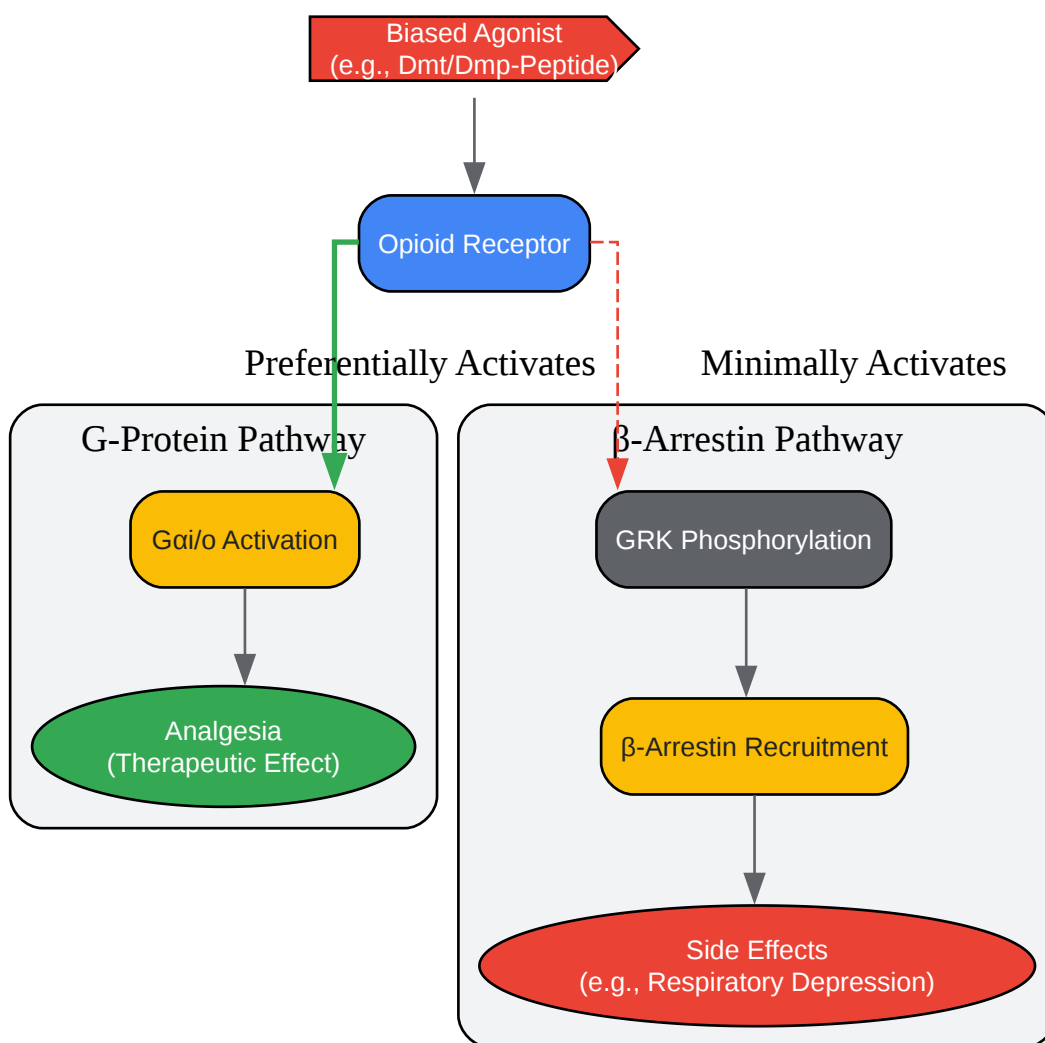 Biased Agonist
(e.g., Dmt/Dmp-Peptide)
Opioid Receptor
Preferentially Activates
Minimally Activates
G-Protein Pathway
β-Arrestin Pathway
Gαi/o Activation
GRK Phosphorylation
Analgesia
(Therapeutic Effect)
β-Arrestin Recruitment
Side Effects
(e.g., Respiratory Depression)